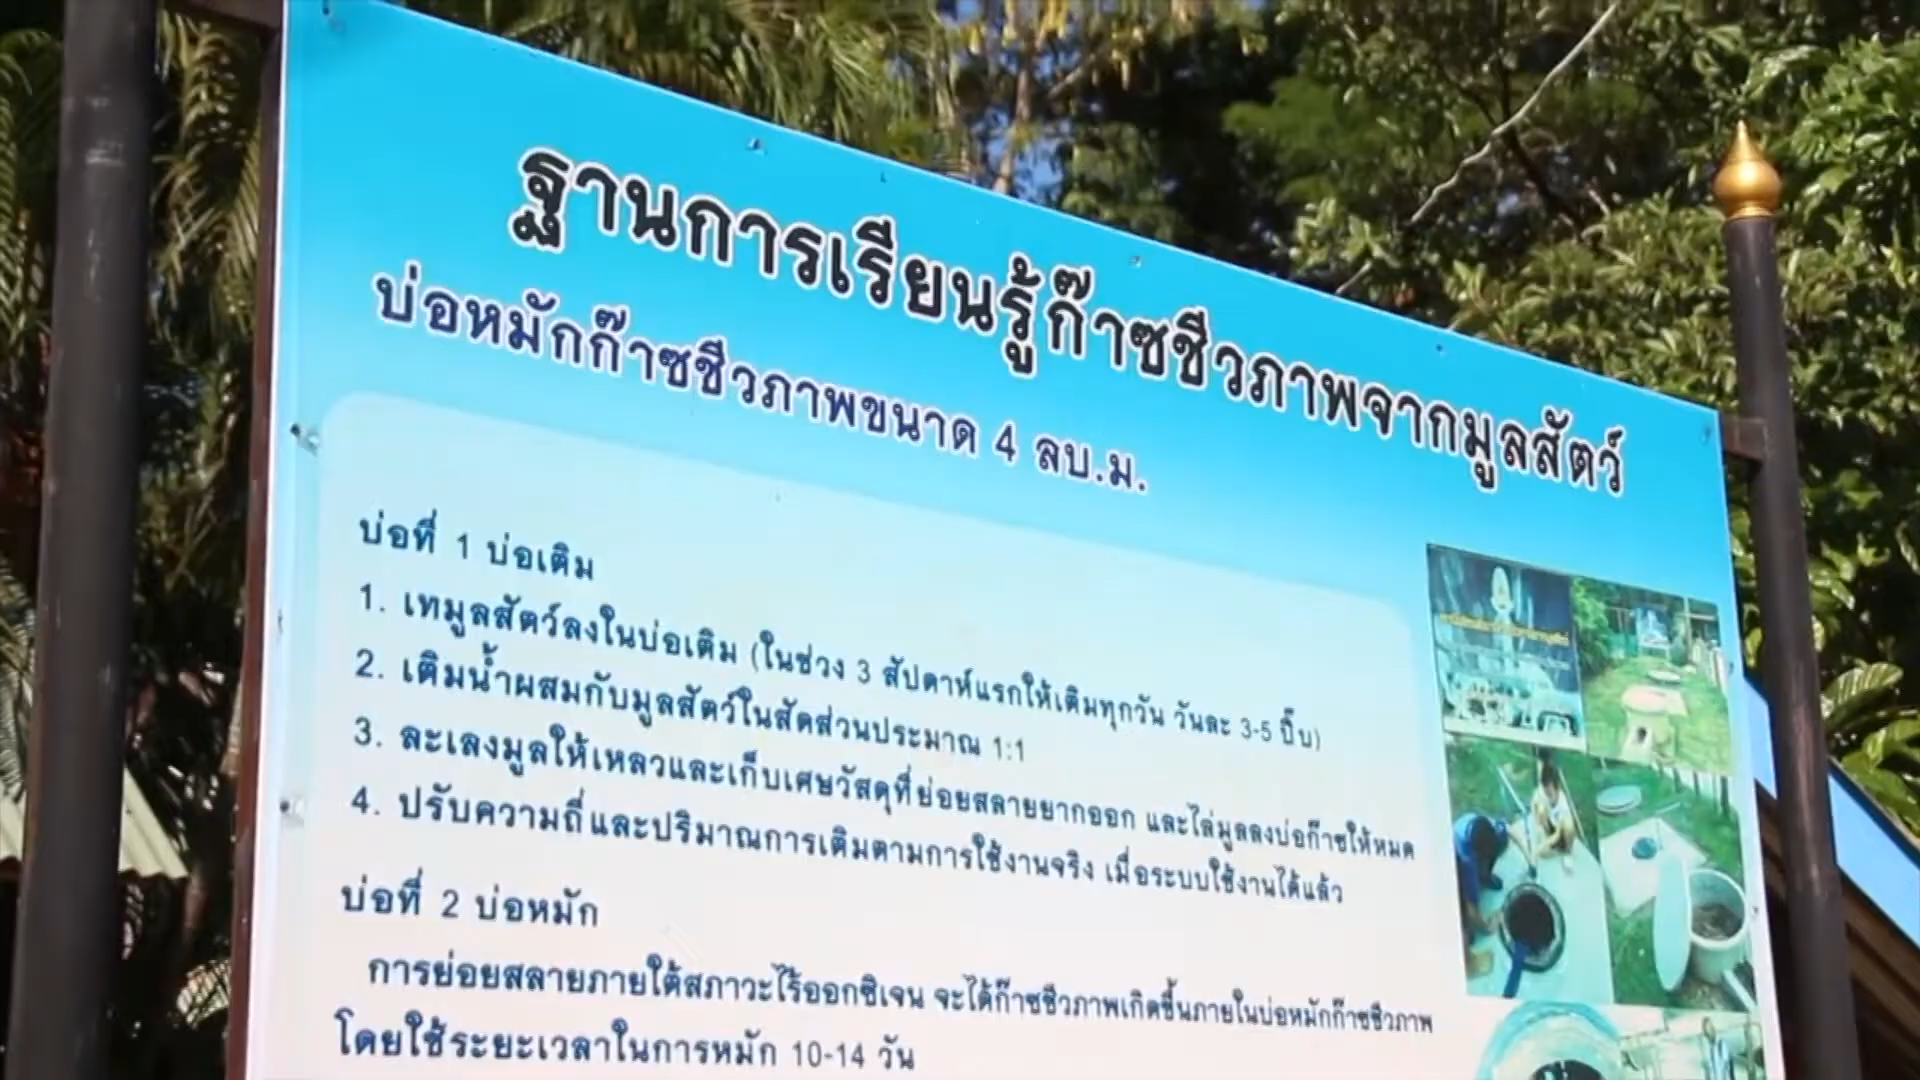 ฐานการเรียนรู้ก๊าซชีวภาพจากมูลสัตว์
บ่อหมักก๊าซชีวภาพขนาด 4 ลบ.ม.
บ่อที่ 1 บ่อเติม
1. เทมูลสัตว์ลงในบ่อเติม (ในช่วง 3 สัปดาห์แรกให้เติมทุกวัน วันละ 3-5 ปี๊บ)
2. เติมน้ำผสมกับมูลสัตว์ในสัดส่วนประมาณ 1:1
3. ละเลงมูลให้เหลวและเก็บเศษวัสดุที่ย่อยสลายยากออก และไล่มูลลงบ่อก๊าซให้หมด
4. ปรับความถี่และปริมาณการเติมตามการใช้งานจริง เมื่อระบบใช้งานได้แล้ว
บ่อที่ 2 บ่อหมัก
การย่อยสลายภายใต้สภาวะไร้ออกซิเจน จะได้ก๊าซชีวภาพเกิดขึ้นภายในบ่อหมักก๊าซชีวภาพ
โดยใช้ระยะเวลาในการหมัก 10-14 วัน